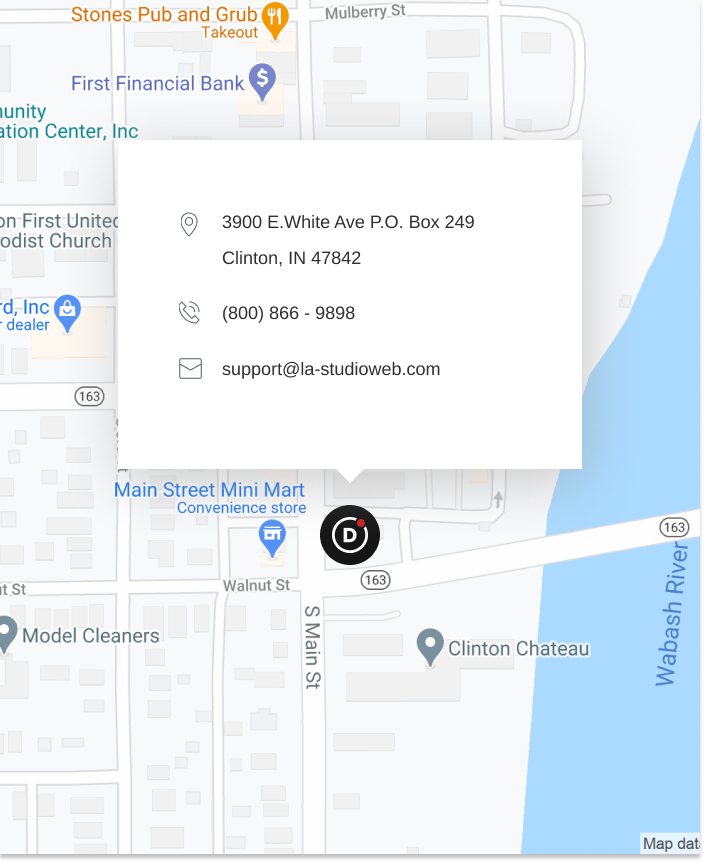 Stones Pub and Grub
Takeout
Mulberry St
First Financial Bank
$
munity
ation Center, Inc
on First United
odist Church
3900 E.White Ave P.O. Box 249
Clinton, IN 47842
(800) 866 - 9898
support@la-studioweb.com
rd, Inc
r dealer
163
Main Street Mini Mart
Convenience store
D
163
163
Walnut St
t St
S Main St
Model Cleaners
Clinton Chateau
Wabash River
Map dat